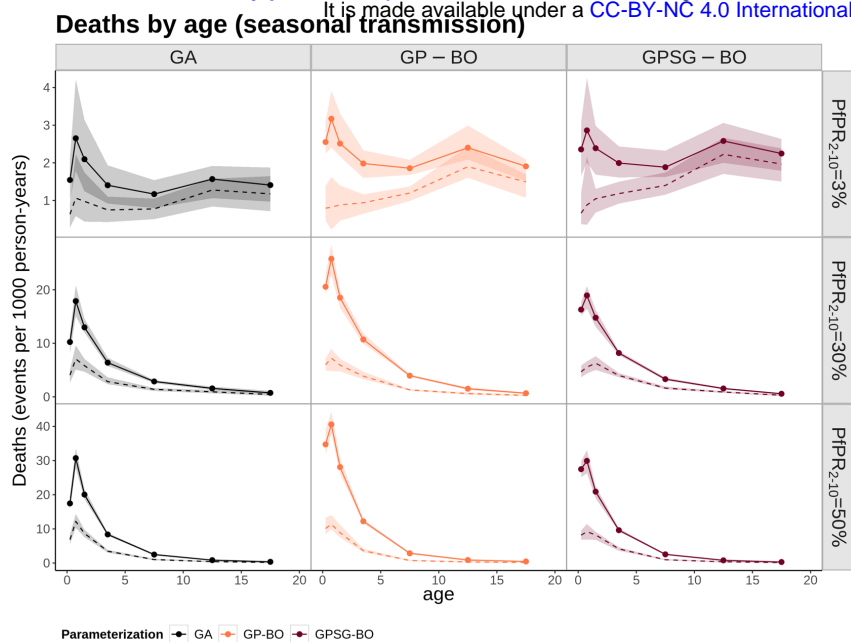 It is made available under a CC-BY-NC 4.0 International
Deaths by age (seasonal transmission)
GA
GP − BO
GPSG − BO
Deaths (events per 1000 person-years)
4
3
2
1
PfPR2-10=3%
20
10
0
PfPR2-10=30%
40
30
20
10
0
PfPR2-10=50%
0 5 10 15 20
0 5 10 15 20
0 5 10 15 20
age
Parameterization GA GP-BO GPSG-BO